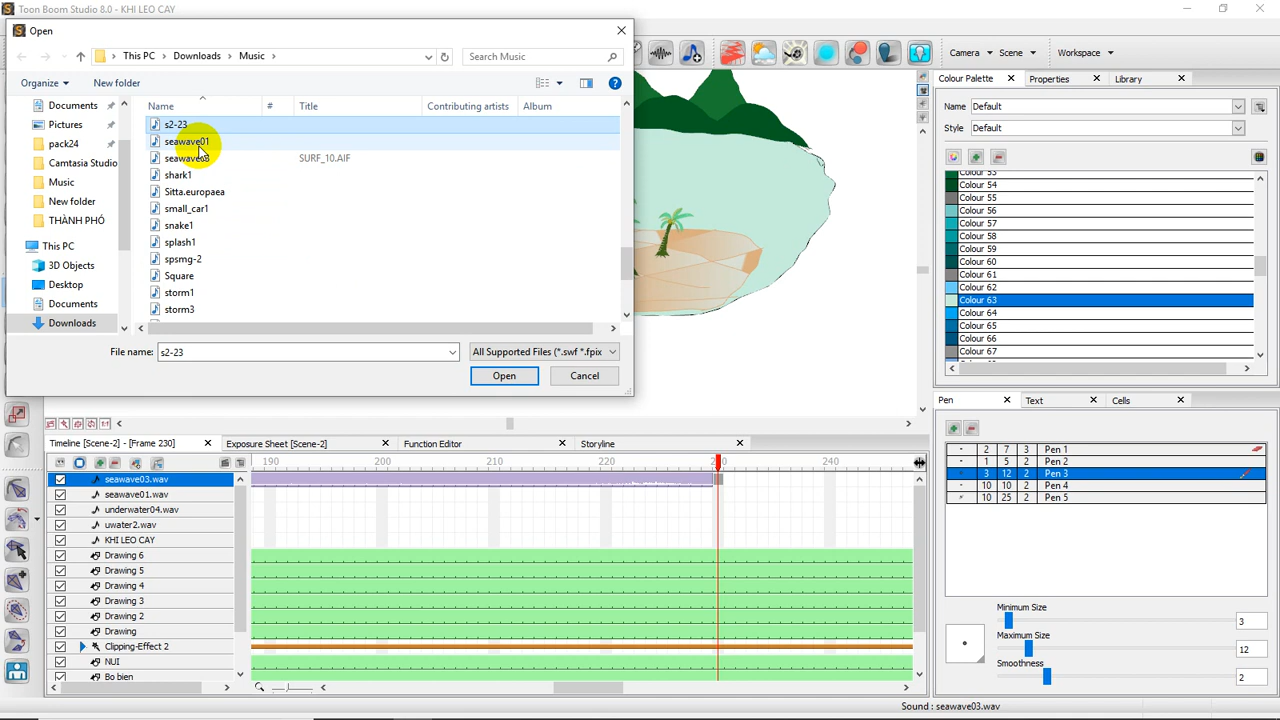 Toon Boom Studio 8.0 - KHI LEO CAY
Open
This PC > Downloads > Music >
Search Music
Organize
New folder
Documents
Pictures
pack24
Camtasia Studio
Music
New folder
THÀNH PHÓ
This PC
3D Objects
Desktop
Documents
Downloads
Name
#
Title
Contributing artists
Album
s2-23
seawave01
SURF_10.AIF
shark1
Sitta.europaea
small_car1
snake1
splash1
spsmg-2
Square
storm1
storm3
File name:
s2-23
All Supported Files (*.swf *.fpix
Open
Cancel
Camera
Scene
Workspace
Colour Palette
Properties
Library
Name
Default
Style
Default
Colour 53
Colour 54
Colour 55
Colour 56
Colour 57
Colour 58
Colour 59
Colour 60
Colour 61
Colour 62
Colour 63
Colour 64
Colour 65
Colour 66
Colour 67
Pen
Text
Cells
2 7 3 Pen 1
1 5 2 Pen 2
3 12 2 Pen 3
10 10 2 Pen 4
10 25 2 Pen 5
Minimum Size
3
Maximum Size
12
Smoothness
2
Timeline [Scene-2] - [Frame 230]
Exposure Sheet [Scene-2]
Function Editor
Storyline
190
200
210
220
240
seawave03.wav
seawave01.wav
underwater04.wav
uwater2.wav
KHI LEO CAY
Drawing 6
Drawing 5
Drawing 4
Drawing 3
Drawing 2
Drawing
Clipping-Effect 2
NUI
Bo bien
Sound : seawave03.wav